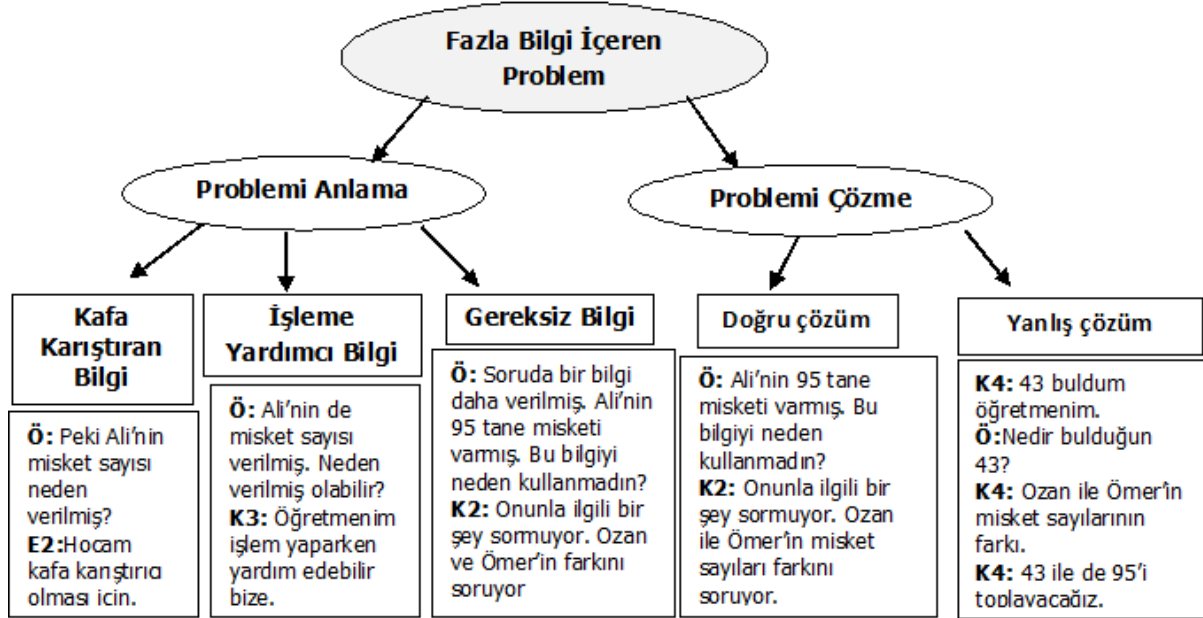 Fazla Bilgi İçeren
Problem
Problemi Anlama
Problemi Çözme
Kafa
Karıştıran
Bilgi
Ö: Peki Ali’nin
misket sayısı
neden
verilmiş?
E2:Hocam
kafa karıştırıcı
olması için.
İşleme
Yardımcı Bilgi
Ö: Ali’nin de
misket sayısı
verilmiş. Neden
verilmiş olabilir?
K3: Öğretmenim
işlem yaparken
yardım edebilir
bize.
Gereksiz Bilgi
Ö: Soruda bir bilgi
daha verilmiş. Ali’nin
95 tane misketi
varmış. Bu bilgiyi
neden kullanmadın?
K2: Onunla ilgili bir
şey sormuyor. Ozan
ve Ömer’in farkını
soruyor
Doğru çözüm
Ö: Ali’nin 95 tane
misketi varmış. Bu
bilgiyi neden
kullanmadın?
K2: Onunla ilgili bir
şey sormuyor. Ozan
ile Ömer’in misket
sayıları farkını
soruyor.
Yanlış çözüm
K4: 43 buldum
öğretmenim.
Ö:Nedir bulduğun
43?
K4: Ozan ile Ömer’in
misket sayılarının
farkı.
K4: 43 ile de 95’i
toplayacağız.